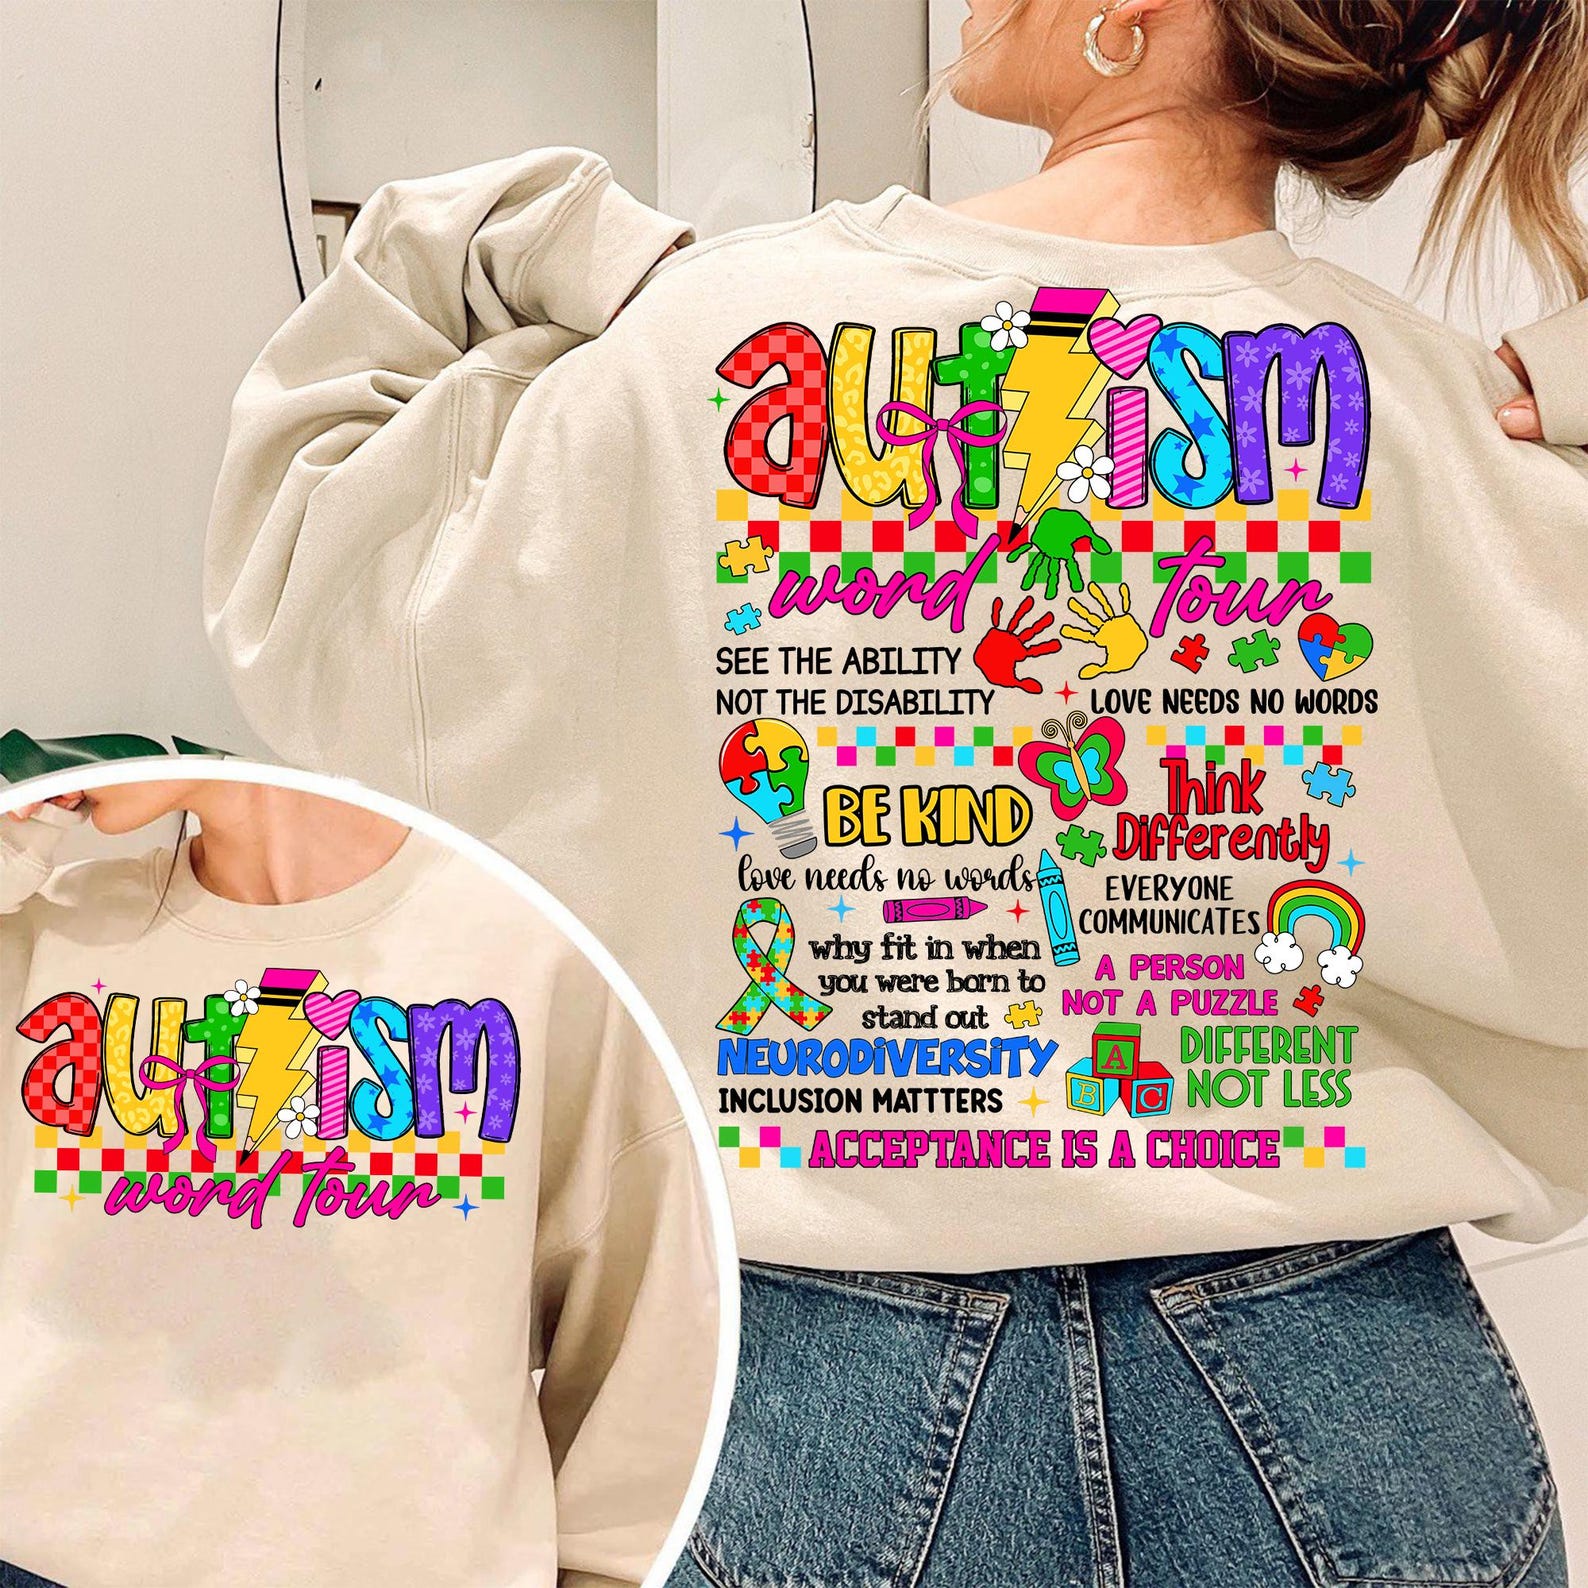 autism
word tour
SEE THE ABILITY
NOT THE DISABILITY
LOVE NEEDS NO WORDS
BE KIND
Think
Differently
love needs no words
EVERYONE
COMMUNICATES
why fit in when
you were born to
stand out
A PERSON
NOT A PUZZLE
NEURODIVERSITY
INCLUSION MATTTERS
A
B C
DIFFERENT
NOT LESS
ACCEPTANCE IS A CHOICE
autism
word tour